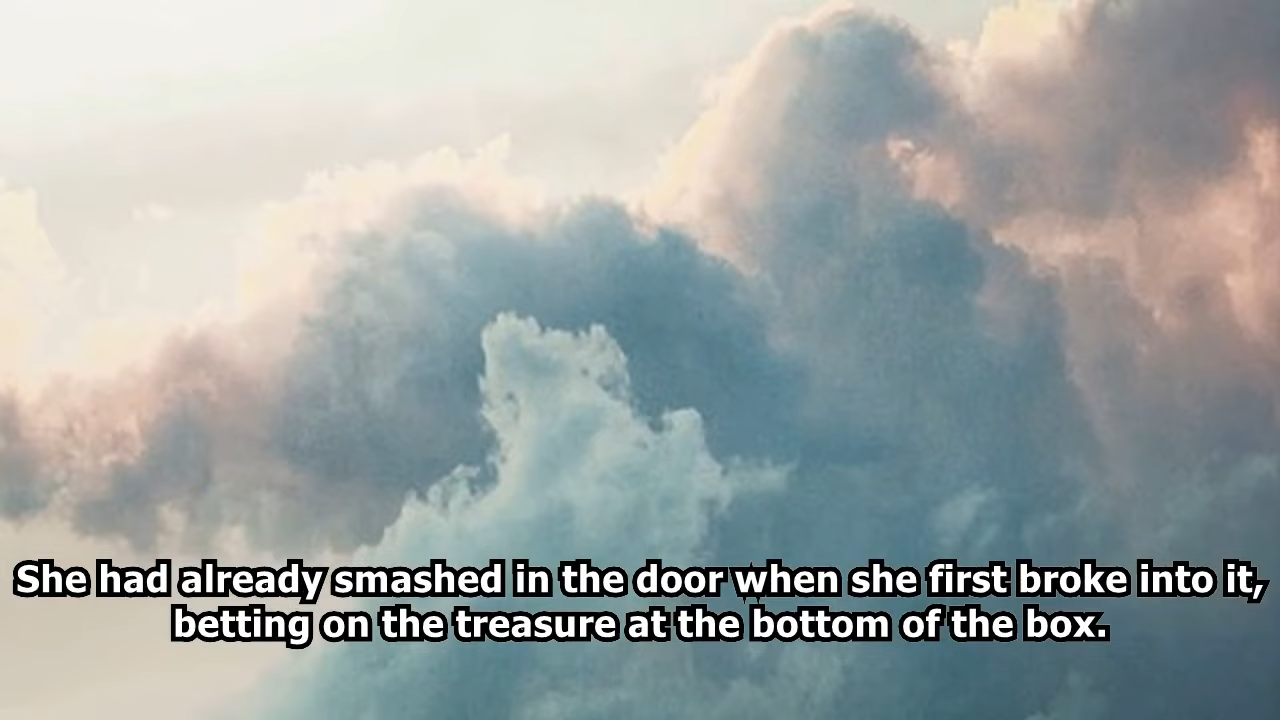 She had already smashed in the door when she first broke into it,
betting on the treasure at the bottom of the box.